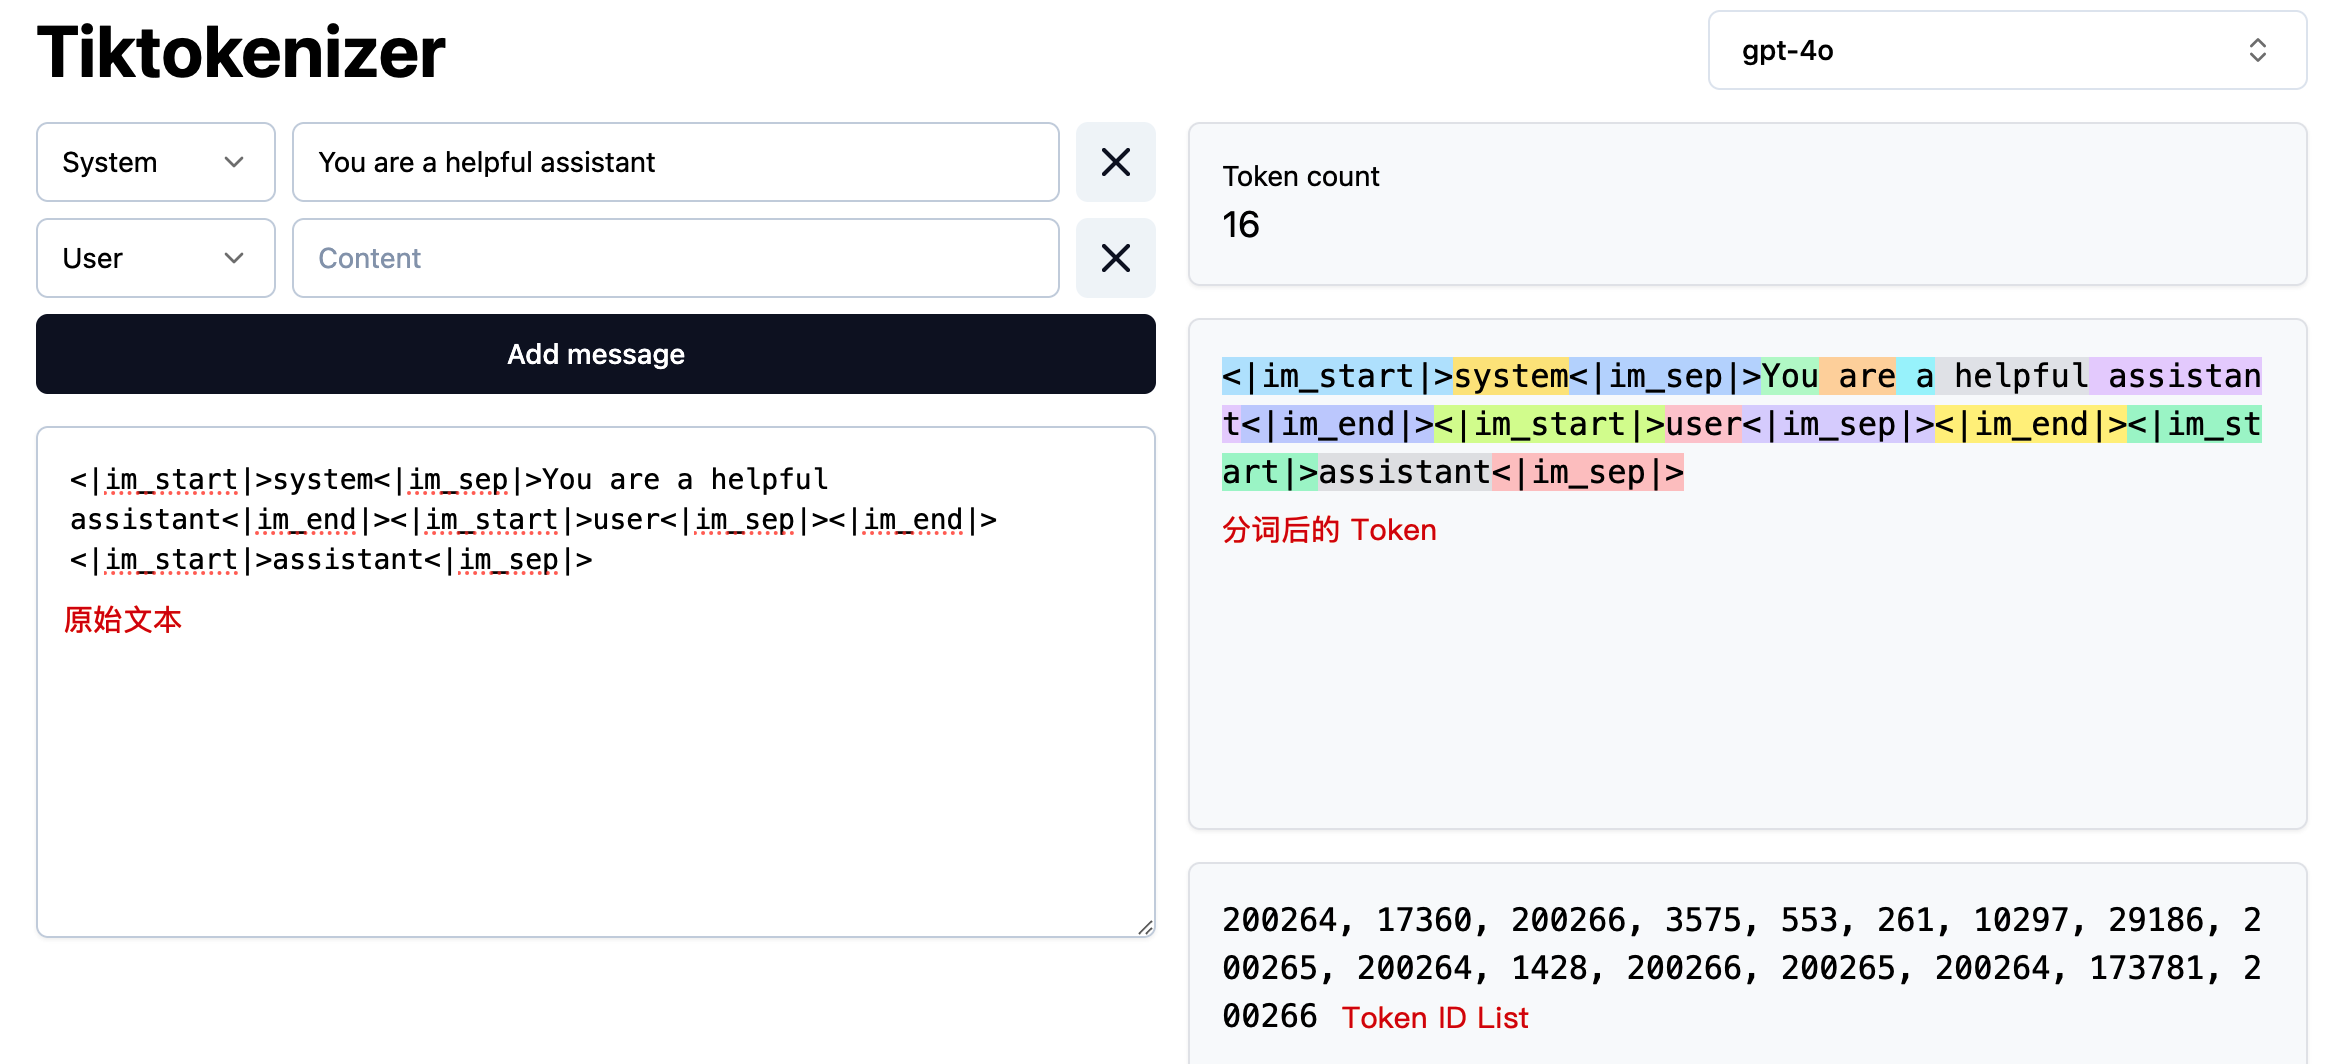 Tiktokenizer
gpt-4o
System
You are a helpful assistant
User
Content
Add message
<|im_start|>system<|im_sep|>You are a helpful
assistant<|im_end|><|im_start|>user<|im_sep|><|im_end|>
<|im_start|>assistant<|im_sep|>
原始文本
Token count
16
<|im_start|>system<|im_sep|>You are a helpful assistan
t<|im_end|><|im_start|>user<|im_sep|><|im_end|><|im_st
art|>assistant<|im_sep|>
分词后的 Token
200264, 17360, 200266, 3575, 553, 261, 10297, 29186, 2
00265, 200264, 1428, 200266, 200265, 200264, 173781, 2
00266 Token ID List